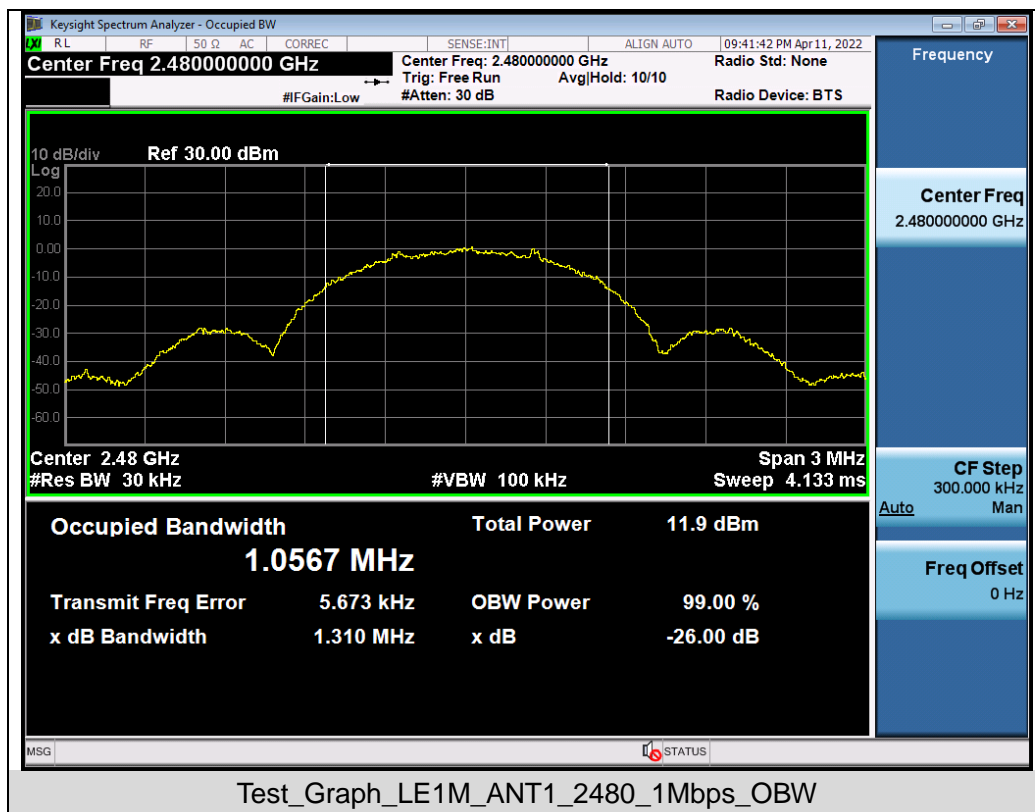 Keysight Spectrum Analyzer - Occupied BW
LXI RL RF 50 Ω AC CORREC SENSE:INT ALIGN AUTO 09:41:42 PM Apr 11, 2022
Center Freq 2.480000000 GHz
Center Freq: 2.480000000 GHz
Radio Std: None
Trig: Free Run
Avg|Hold: 10/10
#IFGain:Low
#Atten: 30 dB
Radio Device: BTS
10 dB/div
Ref 30.00 dBm
Log
20.0
10.0
0.00
-10.0
-20.0
-30.0
-40.0
-50.0
-60.0
Center 2.48 GHz
Span 3 MHz
#Res BW 30 kHz
#VBW 100 kHz
Sweep 4.133 ms
Occupied Bandwidth
Total Power 11.9 dBm
1.0567 MHz
Transmit Freq Error 5.673 kHz
OBW Power 99.00 %
x dB Bandwidth 1.310 MHz
x dB -26.00 dB
Frequency
Center Freq
2.480000000 GHz
CF Step
300.000 kHz
Auto Man
Freq Offset
0 Hz
MSG
STATUS
Test_Graph_LE1M_ANT1_2480_1Mbps_OBW